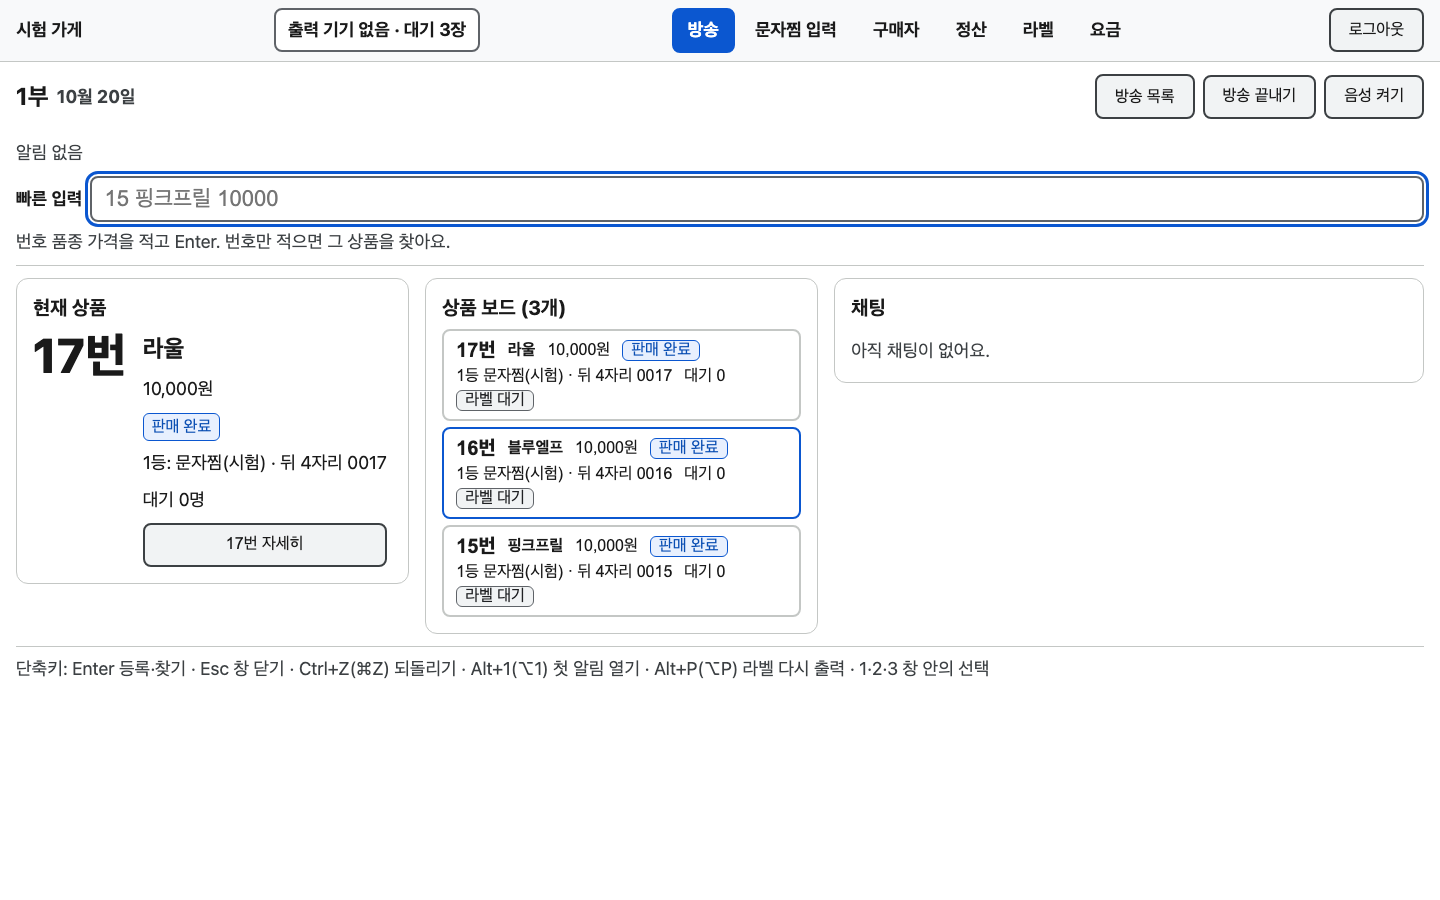 시험 가게
출력 기기 없음 · 대기 3장
방송
문자찜 입력
구매자
정산
라벨
요금
로그아웃
1부 10월 20일
방송 목록
방송 끝내기
음성 켜기
알림 없음
빠른 입력
15 핑크프릴 10000
번호 품종 가격을 적고 Enter. 번호만 적으면 그 상품을 찾아요.
현재 상품
17번
라울
10,000원
판매 완료
1등: 문자찜(시험) · 뒤 4자리 0017
대기 0명
17번 자세히
상품 보드 (3개)
17번 라울 10,000원 판매 완료
1등 문자찜(시험) · 뒤 4자리 0017 대기 0
라벨 대기
16번 블루엘프 10,000원 판매 완료
1등 문자찜(시험) · 뒤 4자리 0016 대기 0
라벨 대기
15번 핑크프릴 10,000원 판매 완료
1등 문자찜(시험) · 뒤 4자리 0015 대기 0
라벨 대기
채팅
아직 채팅이 없어요.
단축키: Enter 등록·찾기 · Esc 창 닫기 · Ctrl+Z(⌘Z) 되돌리기 · Alt+1(⌥1) 첫 알림 열기 · Alt+P(⌥P) 라벨 다시 출력 · 1·2·3 창 안의 선택